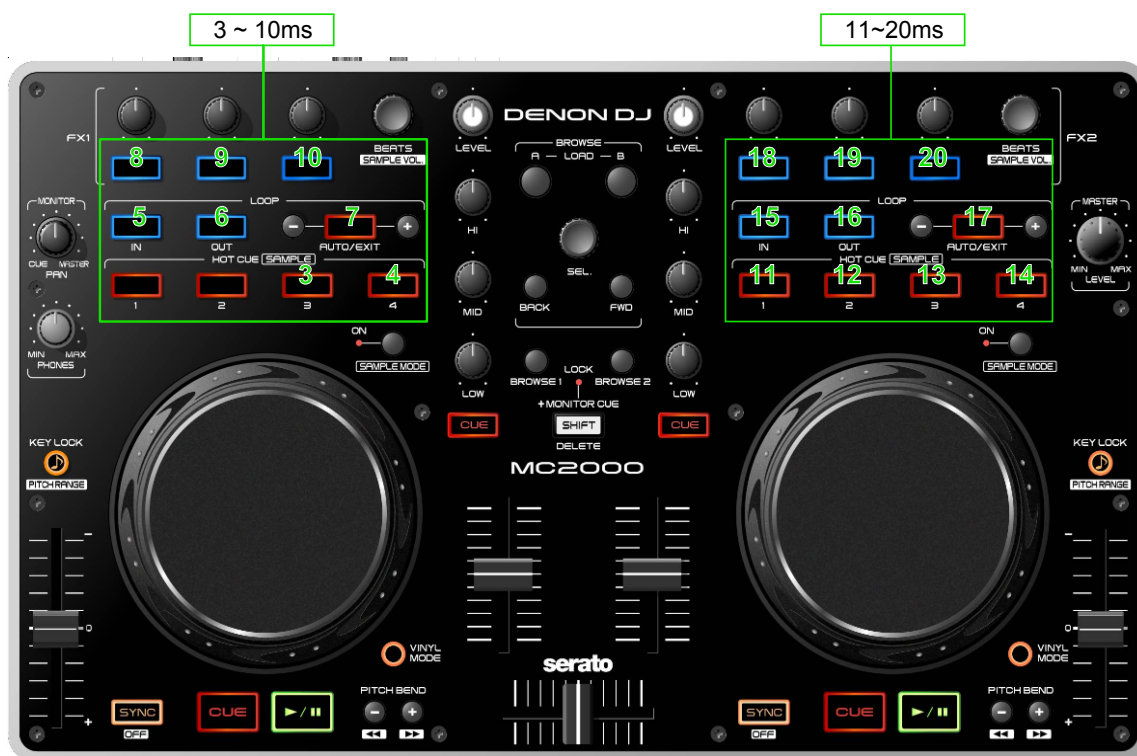 3 ~ 10ms
11~20ms
FX1
8
9
10
BEATS
SAMPLE VOL.
LOOP
5
6
7
IN
OUT
AUTO/EXIT
HOT CUE SAMPLE
3
4
1
2
3
4
ON
SAMPLE MODE
MONITOR
CUE MASTER
PAN
MIN MAX
PHONES
KEY LOCK
PITCH RANGE
- 
0
+
VINYL
MODE
SYNC
OFF
CUE
►/II
PITCH BEND
- +
◄◄ ►►
LEVEL
HI
MID
LOW
CUE
DENON DJ
BROWSE
A – LOAD – B
SEL.
BACK
FWD
BROWSE 1
LOCK
BROWSE 2
+MONITOR CUE
SHIFT
DELETE
MC2000
serato
LEVEL
HI
MID
LOW
CUE
FX2
18
19
20
BEATS
SAMPLE VOL.
LOOP
15
16
17
IN
OUT
AUTO/EXIT
HOT CUE SAMPLE
11
12
13
14
1
2
3
4
ON
SAMPLE MODE
MASTER
MIN MAX
LEVEL
KEY LOCK
PITCH RANGE
-
0
+
VINYL
MODE
SYNC
OFF
CUE
►/II
PITCH BEND
- +
◄◄ ►►